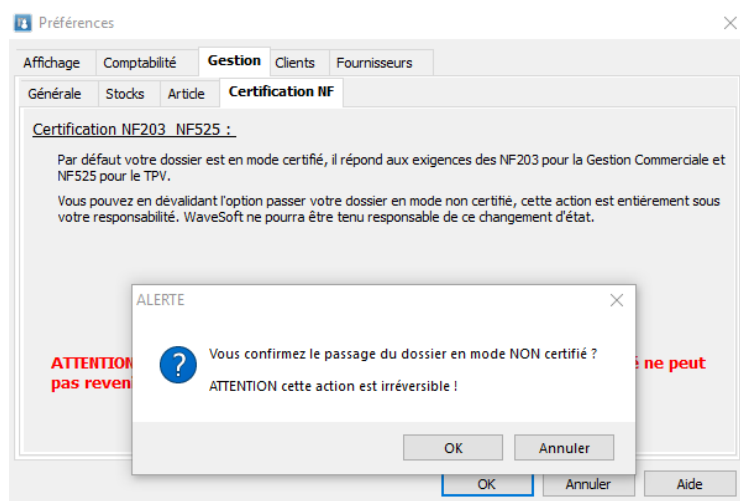 Préférences
Affichage Comptabilité Gestion Clients Fournisseurs
Générale Stocks Article Certification NF
Certification NF203 NF525 :
Par défaut votre dossier est en mode certifié, il répond aux exigences des NF203 pour la Gestion Commerciale et
NF525 pour le TPV.
Vous pouvez en dévalidant l'option passer votre dossier en mode non certifié, cette action est entièrement sous
votre responsabilité. WaveSoft ne pourra être tenu responsable de ce changement d'état.
ALERTE
Vous confirmez le passage du dossier en mode NON certifié ?
ATTENTION cette action est irréversible !
OK Annuler
ATTENTION ne peut
pas
OK Annuler Aide